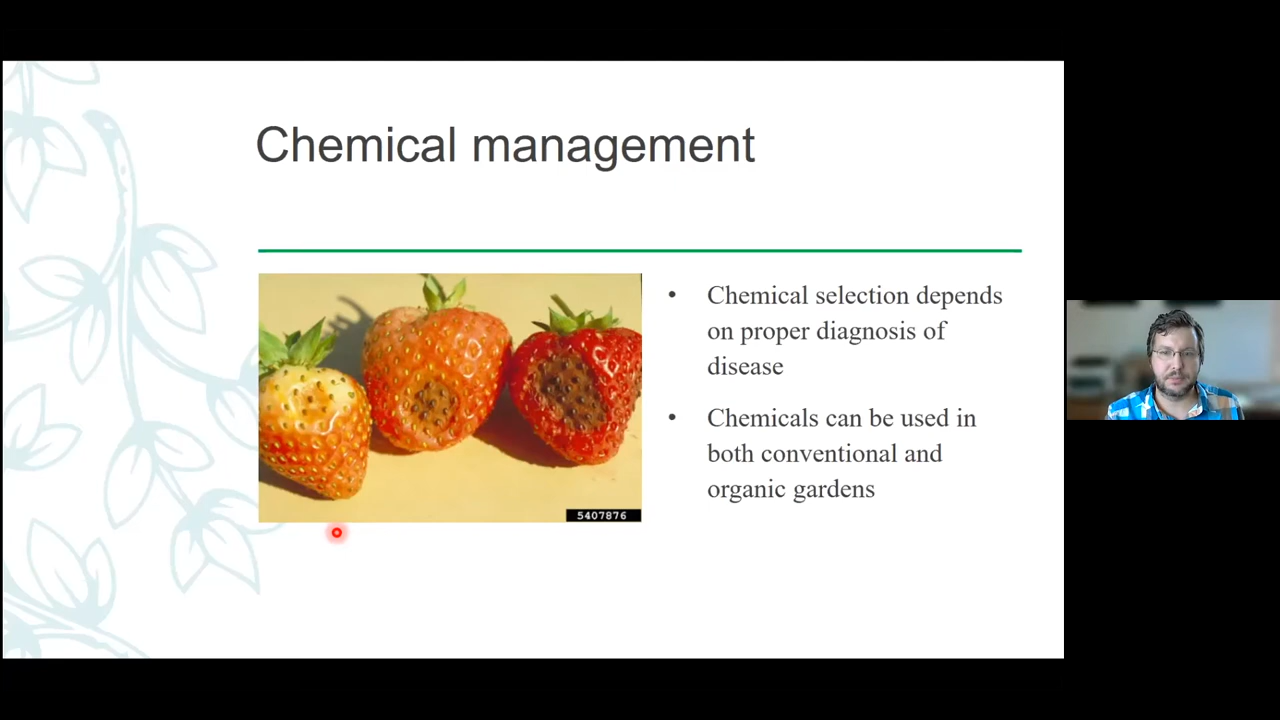 Chemical management
Chemical selection depends
on proper diagnosis of
disease
Chemicals can be used in
both conventional and
organic gardens
5407876